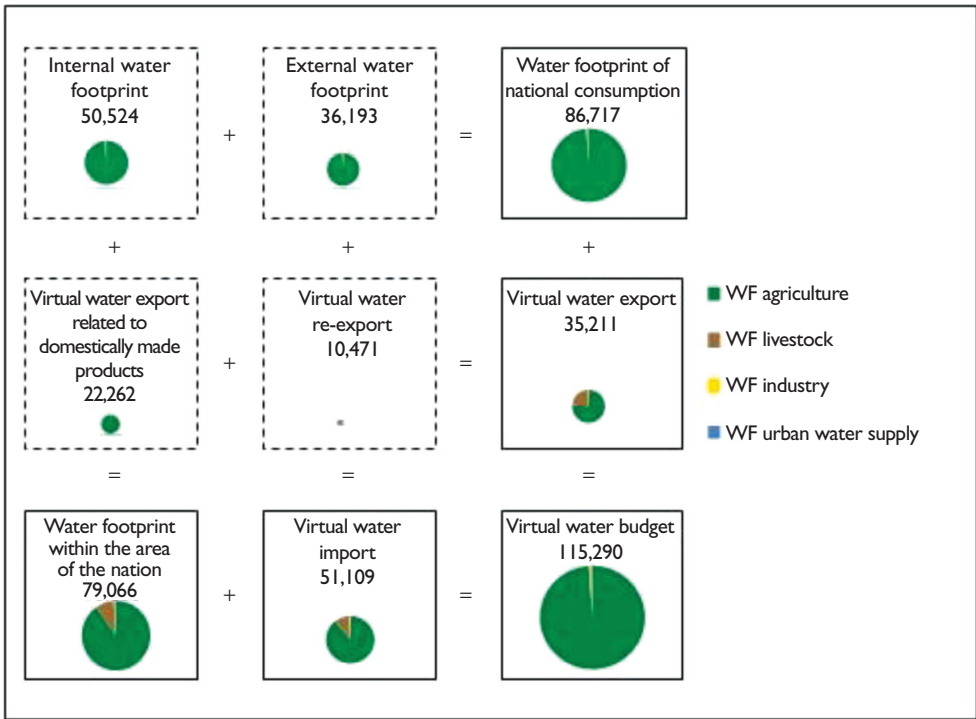 Internal water
footprint
50,524
+
External water
footprint
36,193
=
Water footprint of
national consumption
86,717
+
+
+
Virtual water export
related to
domestically made
products
22,262
+
Virtual water
re-export
10,471
=
Virtual water export
35,211
=
=
=
Water footprint
within the area
of the nation
79,066
+
Virtual water
import
51,109
=
Virtual water budget
115,290
WF agriculture
WF livestock
WF industry
WF urban water supply